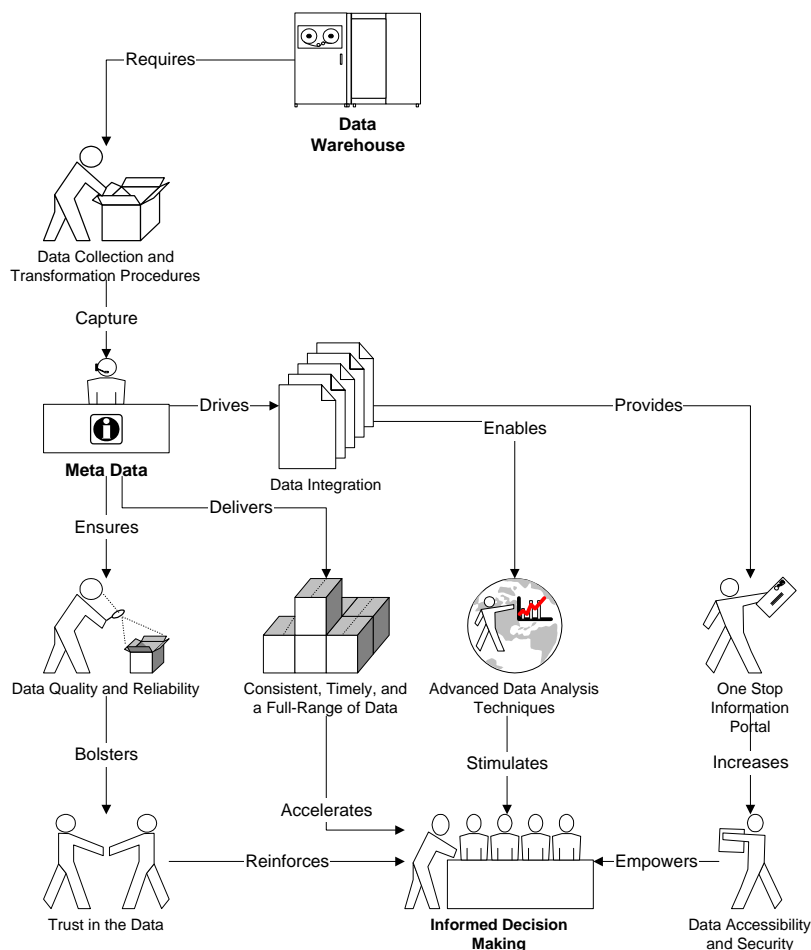 Requires
Data
Warehouse
Data Collection and
Transformation Procedures
Capture
Drives
Provides
Enables
Meta Data
Data Integration
Delivers
Ensures
Data Quality and Reliability
Consistent, Timely, and
a Full-Range of Data
Advanced Data Analysis
Techniques
One Stop
Information
Portal
Bolsters
Stimulates
Increases
Accelerates
Reinforces
Empowers
Trust in the Data
Informed Decision
Making
Data Accessibility
and Security